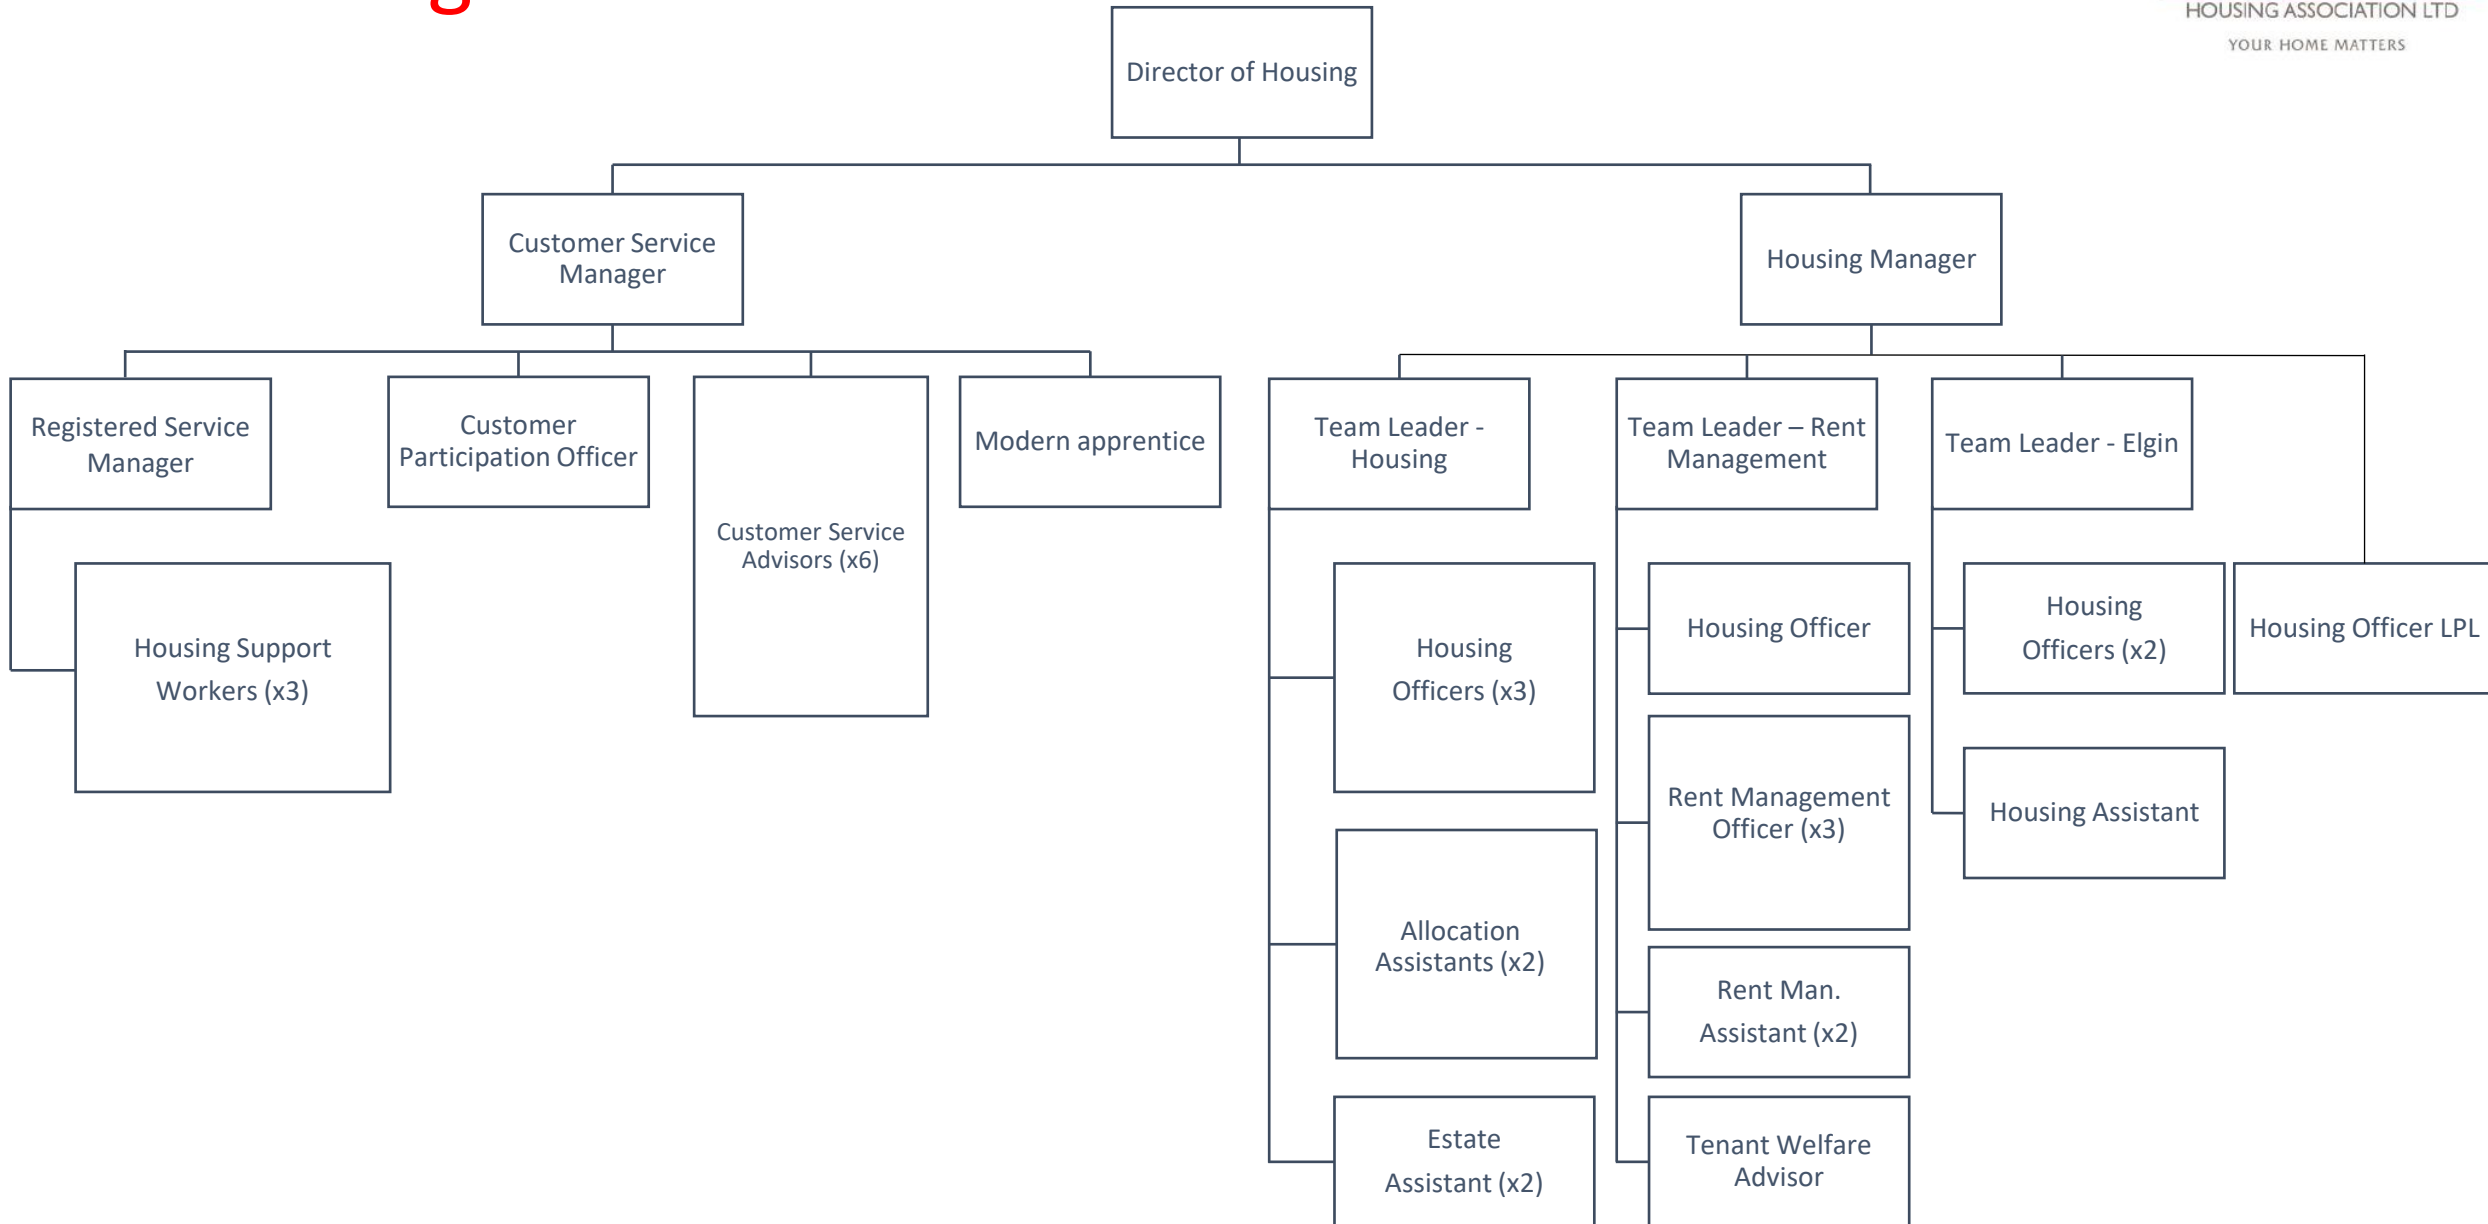 HOUSING ASSOCIATION LTD
YOUR HOME MATTERS
Director of Housing
Customer Service
Manager
Housing Manager
Registered Service
Manager
Customer
Participation Officer
Customer Service
Advisors (x6)
Modern apprentice
Team Leader -
Housing
Team Leader – Rent
Management
Team Leader - Elgin
Housing Support
Workers (x3)
Housing
Officers (x3)
Allocation
Assistants (x2)
Estate
Assistant (x2)
Housing Officer
Rent Management
Officer (x3)
Rent Man.
Assistant (x2)
Tenant Welfare
Advisor
Housing
Officers (x2)
Housing Assistant
Housing Officer LPL